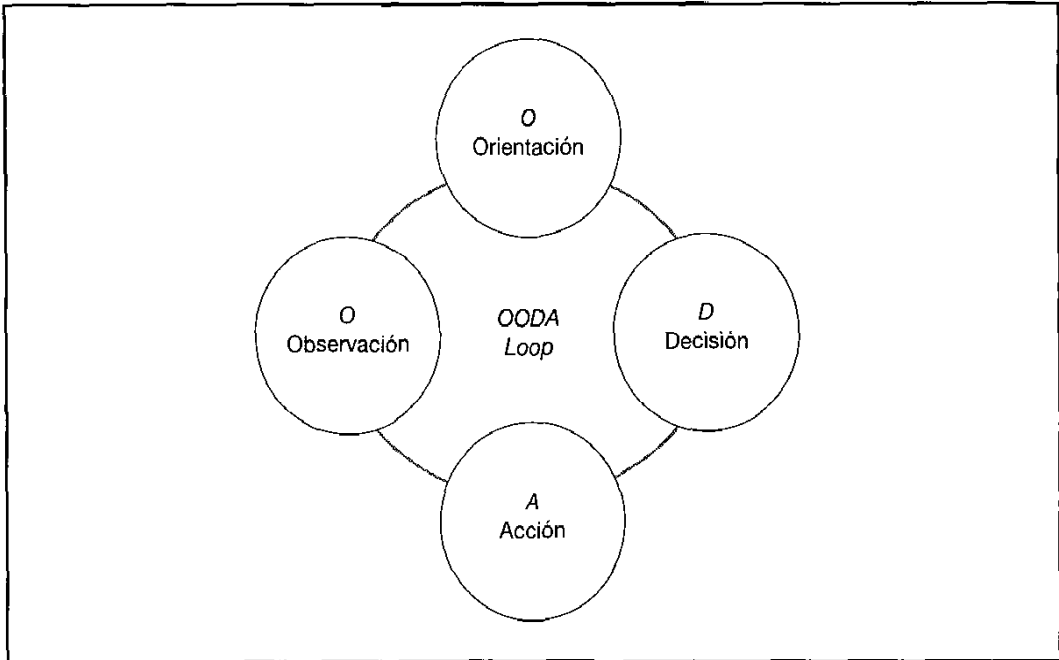 O
Orientación
O
Observación
OODA
Loop
D
Decisión
A
Acción